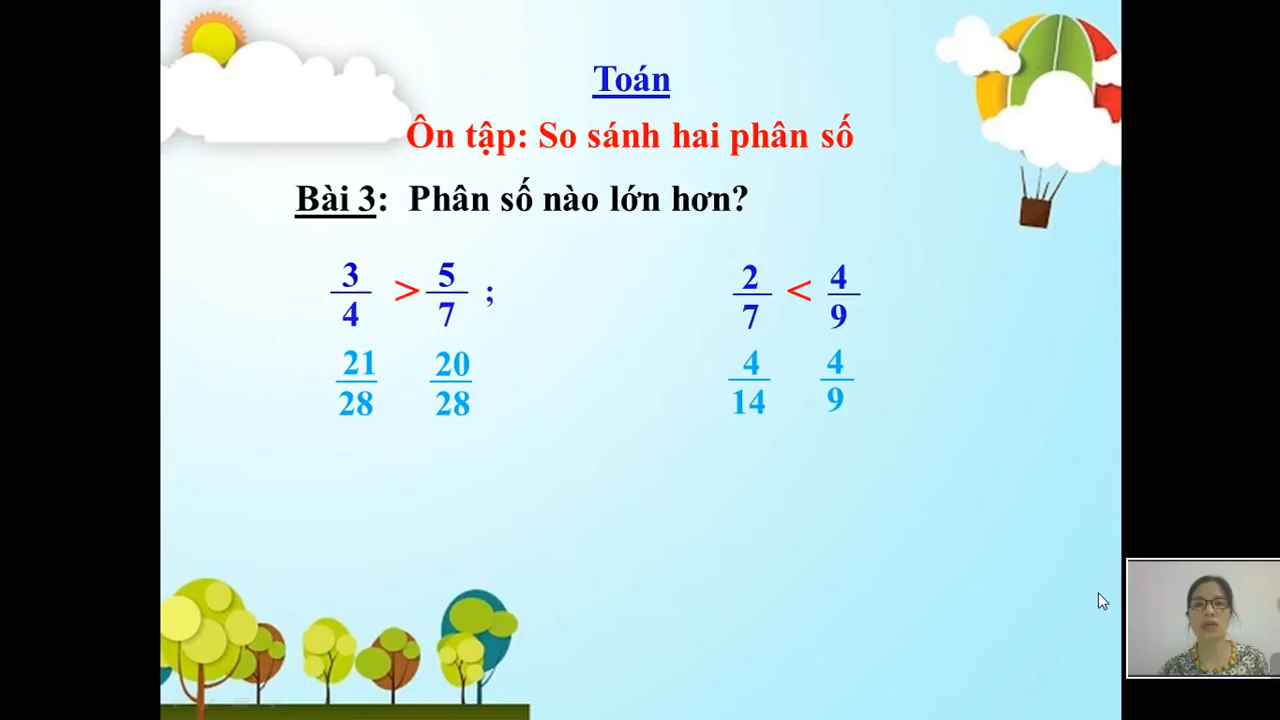 Toán
Ôn tập: So sánh hai phân số
Bài 3: Phân số nào lớn hơn?
3/4 > 5/7 ; 2/7 < 4/9
21/28 20/28 4/14 4/9